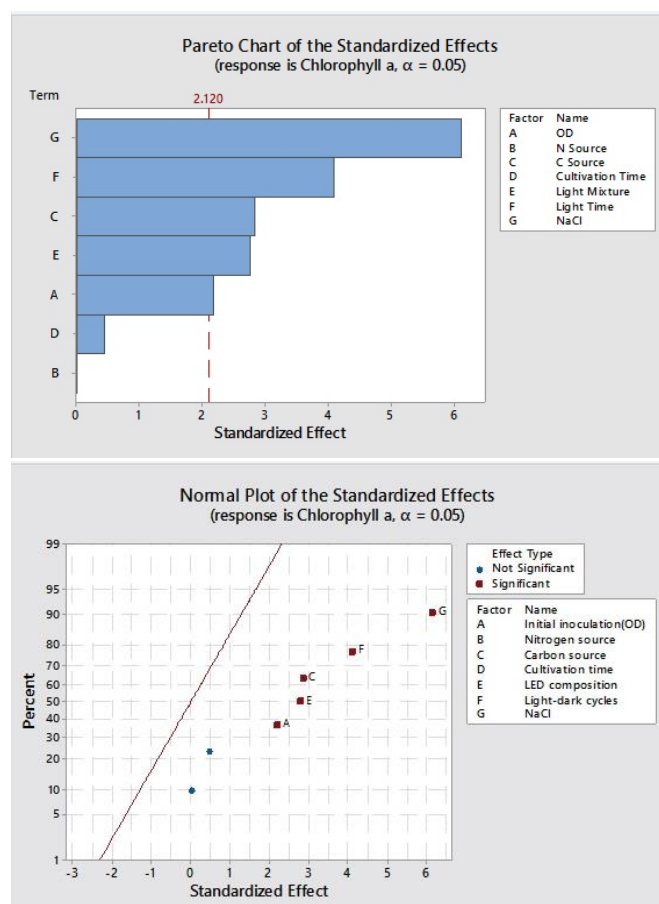 Pareto Chart of the Standardized Effects
(response is Chlorophyll a, α = 0.05)
Term
2.120
G
F
C
E
A
D
B
0 1 2 3 4 5 6
Standardized Effect
Factor Name
A OD
B N Source
C C Source
D Cultivation Time
E Light Mixture
F Light Time
G NaCl
Normal Plot of the Standardized Effects
(response is Chlorophyll a, α = 0.05)
99
95
90
80
70
60
50
40
30
20
10
5
1
Percent
G
F
C
E
A
-3 -2 -1 0 1 2 3 4 5 6
Standardized Effect
Effect Type
Not Significant
Significant
Factor Name
A Initial inoculation(OD)
B Nitrogen source
C Carbon source
D Cultivation time
E LED composition
F Light-dark cycles
G NaCl